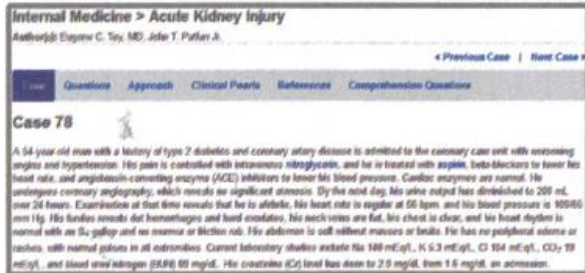 Internal Medicine > Acute Kidney Injury
Author(s): Eugene C. Toy, MD, John T. Patlan Jr.
◂ Previous Case | Next Case
Case Questions Approach Clinical Pearls References Comprehension Questions
Case 78
A 54-year-old man with a history of type 2 diabetes and coronary artery disease is admitted to the coronary care unit with worsening
angina and hypertension. His pain is controlled with intravenous nitroglycerin, and he is treated with aspirin, beta-blockers to lower his
heart rate, and angiotensin-converting enzyme (ACE) inhibitors to lower his blood pressure. Cardiac enzymes are normal. He
undergoes coronary angiography, which reveals no significant stenosis. By the next day, his urine output has diminished to 200 mL
over 24 hours. Examination at that time reveals that he is afebrile, his heart rate is regular at 56 bpm, and his blood pressure is 109/65
mm Hg. His fundus reveals dot hemorrhages and hard exudates, his neck veins are flat, his chest is clear, and his heart rhythm is
normal with an S₄ gallop and no murmur or friction rub. His abdomen is soft without masses or bruits. He has no peripheral edema or
rashes, with normal pulses in all extremities. Current laboratory studies include Na 140 mEq/L, K 5.3 mEq/L, Cl 104 mEq/L, CO₂ 19
mEq/L, and blood urea nitrogen (BUN) 69 mg/dL. His creatinine (Cr) level has risen to 2.9 mg/dL from 1.6 mg/dL on admission.